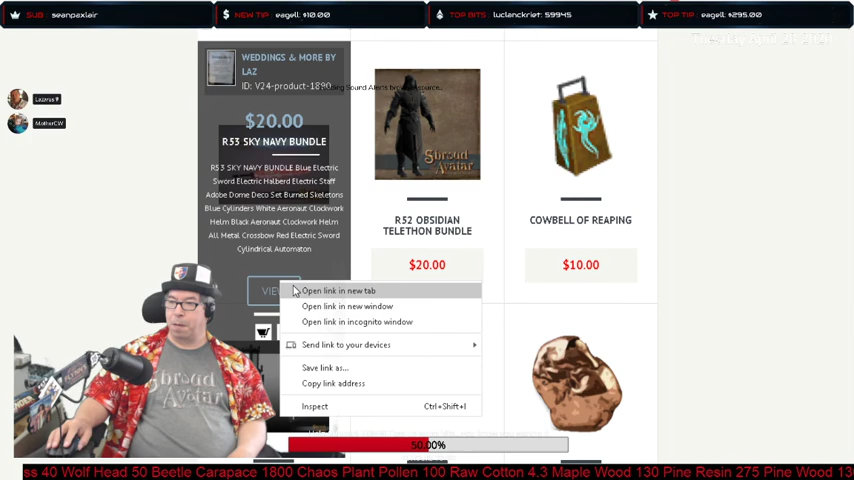 SUB: seanpaxlair
NEW TIP: eagell: $10.00
TOP BITS: luclanckriet: 59945
TOP TIP: eagell: $295.00
WEDDINGS & MORE BY
LAZ
ID: V24-product-1890
Sound Alerts
Lazarus
MotherCW
$20.00
R53 SKY NAVY BUNDLE
R53 SKY NAVY BUNDLE Blue Electric
Sword Electric Halberd Electric Staff
Adobe Dome Deco Set Burned Skeletons
Blue Cylinders White Aeronaut Clockwork
Helm Black Aeronaut Clockwork Helm
All Metal Crossbow Red Electric Sword
Cylindrical Automaton
Shroud
Avatar
R52 OBSIDIAN
TELETHON BUNDLE
$20.00
COWBELL OF REAPING
$10.00
Open link in new tab
Open link in new window
Open link in incognito window
Send link to your devices
Save link as...
Copy link address
Inspect Ctrl+Shift+I
Shroud
Avatar
50.00%
ss 40 Wolf Head 50 Beetle Carapace 1800 Chaos Plant Pollen 100 Raw Cotton 4.3 Maple Wood 130 Pine Resin 275 Pine Wood 13